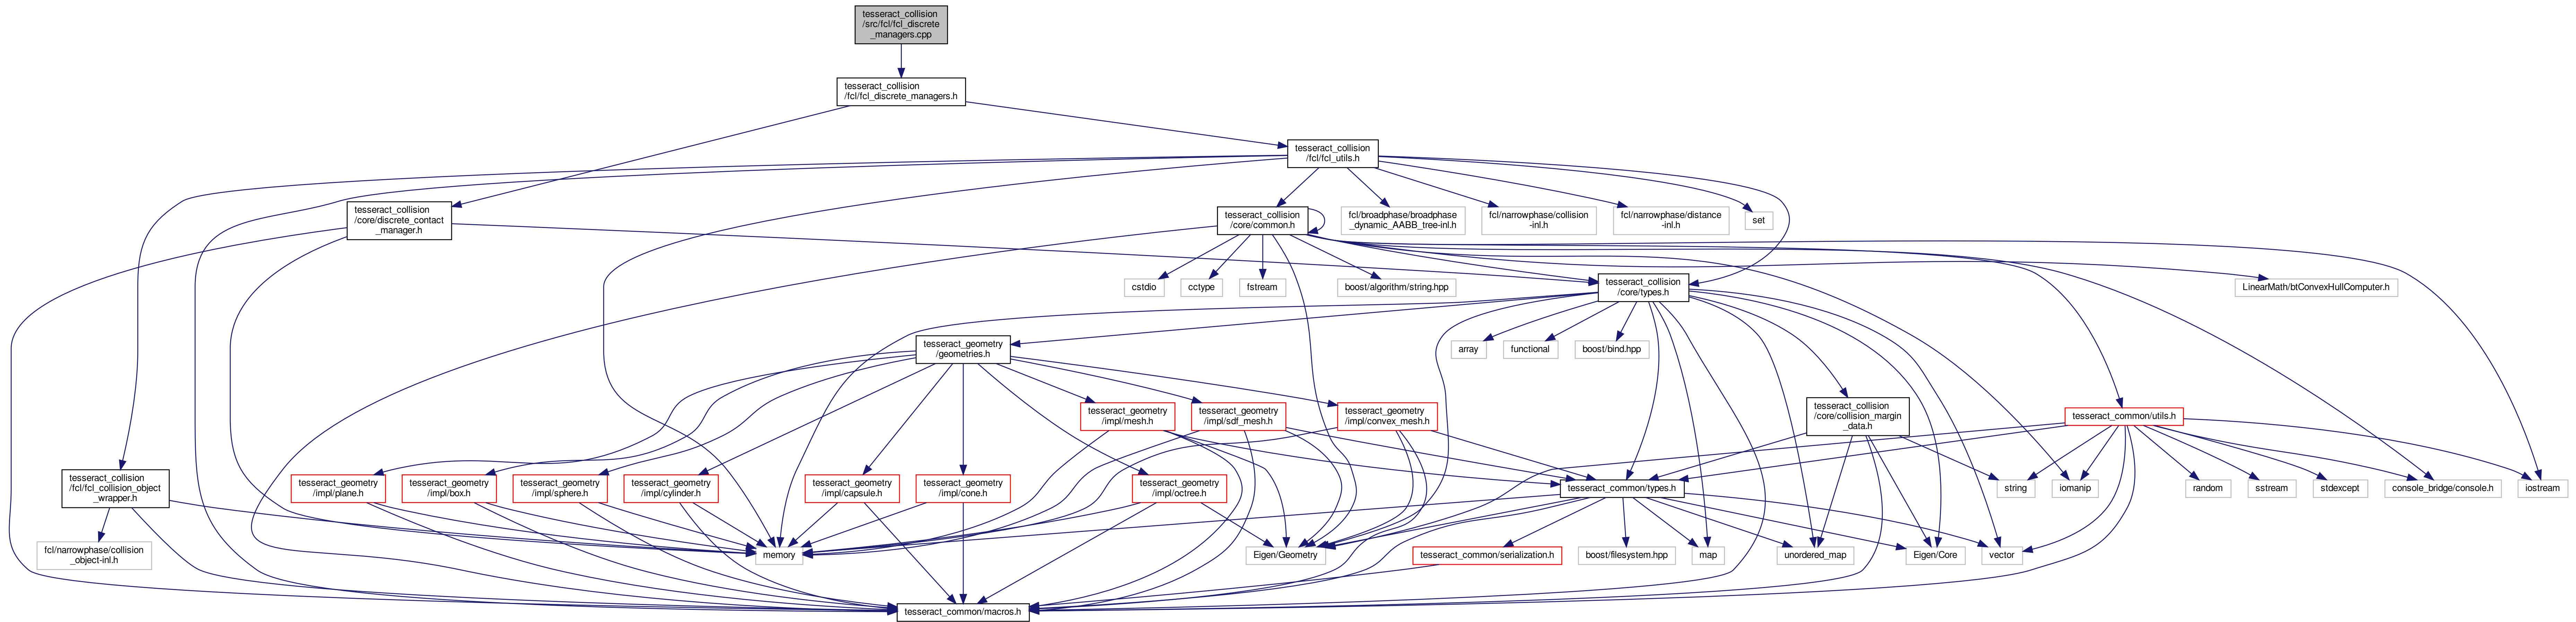 tesseract_collision
/src/fcl/fcl_discrete
_managers.cpp
tesseract_collision
/fcl/fcl_discrete_managers.h
tesseract_collision
/fcl/fcl_utils.h
tesseract_collision
/core/discrete_contact
_manager.h
tesseract_collision
/core/common.h
fcl/broadphase/broadphase
_dynamic_AABB_tree-inl.h
fcl/narrowphase/collision
-inl.h
fcl/narrowphase/distance
-inl.h
set
cstdio
cctype
fstream
boost/algorithm/string.hpp
tesseract_collision
/core/types.h
LinearMath/btConvexHullComputer.h
tesseract_geometry
/geometries.h
array
functional
boost/bind.hpp
tesseract_geometry
/impl/mesh.h
tesseract_geometry
/impl/sdf_mesh.h
tesseract_geometry
/impl/convex_mesh.h
tesseract_collision
/core/collision_margin
_data.h
tesseract_common/utils.h
tesseract_collision
/fcl/fcl_collision_object
_wrapper.h
tesseract_geometry
/impl/plane.h
tesseract_geometry
/impl/box.h
tesseract_geometry
/impl/sphere.h
tesseract_geometry
/impl/cylinder.h
tesseract_geometry
/impl/capsule.h
tesseract_geometry
/impl/cone.h
tesseract_geometry
/impl/octree.h
tesseract_common/types.h
string
iomanip
random
sstream
stdexcept
console_bridge/console.h
iostream
fcl/narrowphase/collision
_object-inl.h
memory
Eigen/Geometry
tesseract_common/serialization.h
boost/filesystem.hpp
map
unordered_map
Eigen/Core
vector
tesseract_common/macros.h